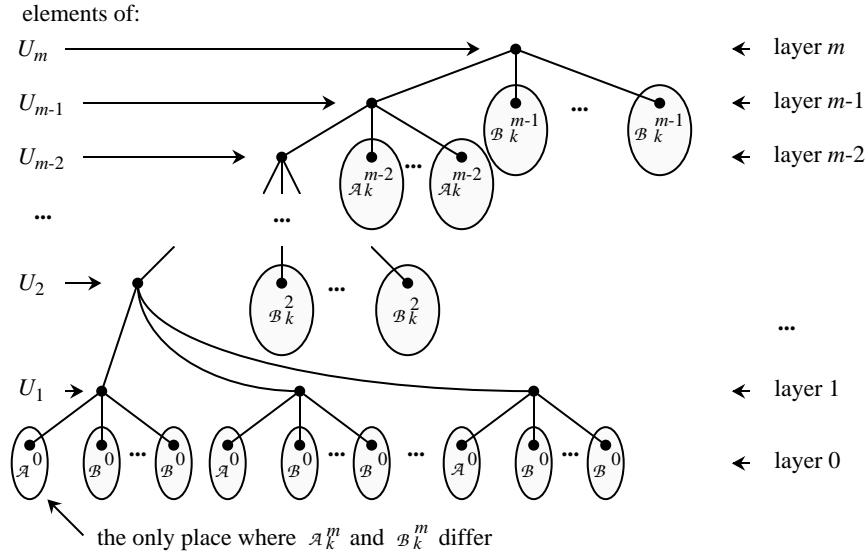 elements of:
U_m layer m
U_{m-1} ℬ_k^{m-1} ... ℬ_k^{m-1} layer m-1
U_{m-2} 𝒜_k^{m-2} ... 𝒜_k^{m-2} layer m-2
... ...
U_2 ℬ_k^2 ... ℬ_k^2
...
U_1 layer 1
𝒜^0 ℬ^0 ... ℬ^0 𝒜^0 ℬ^0 ... ℬ^0 ... 𝒜^0 ℬ^0 ... ℬ^0 layer 0
the only place where 𝒜_k^m and ℬ_k^m differ